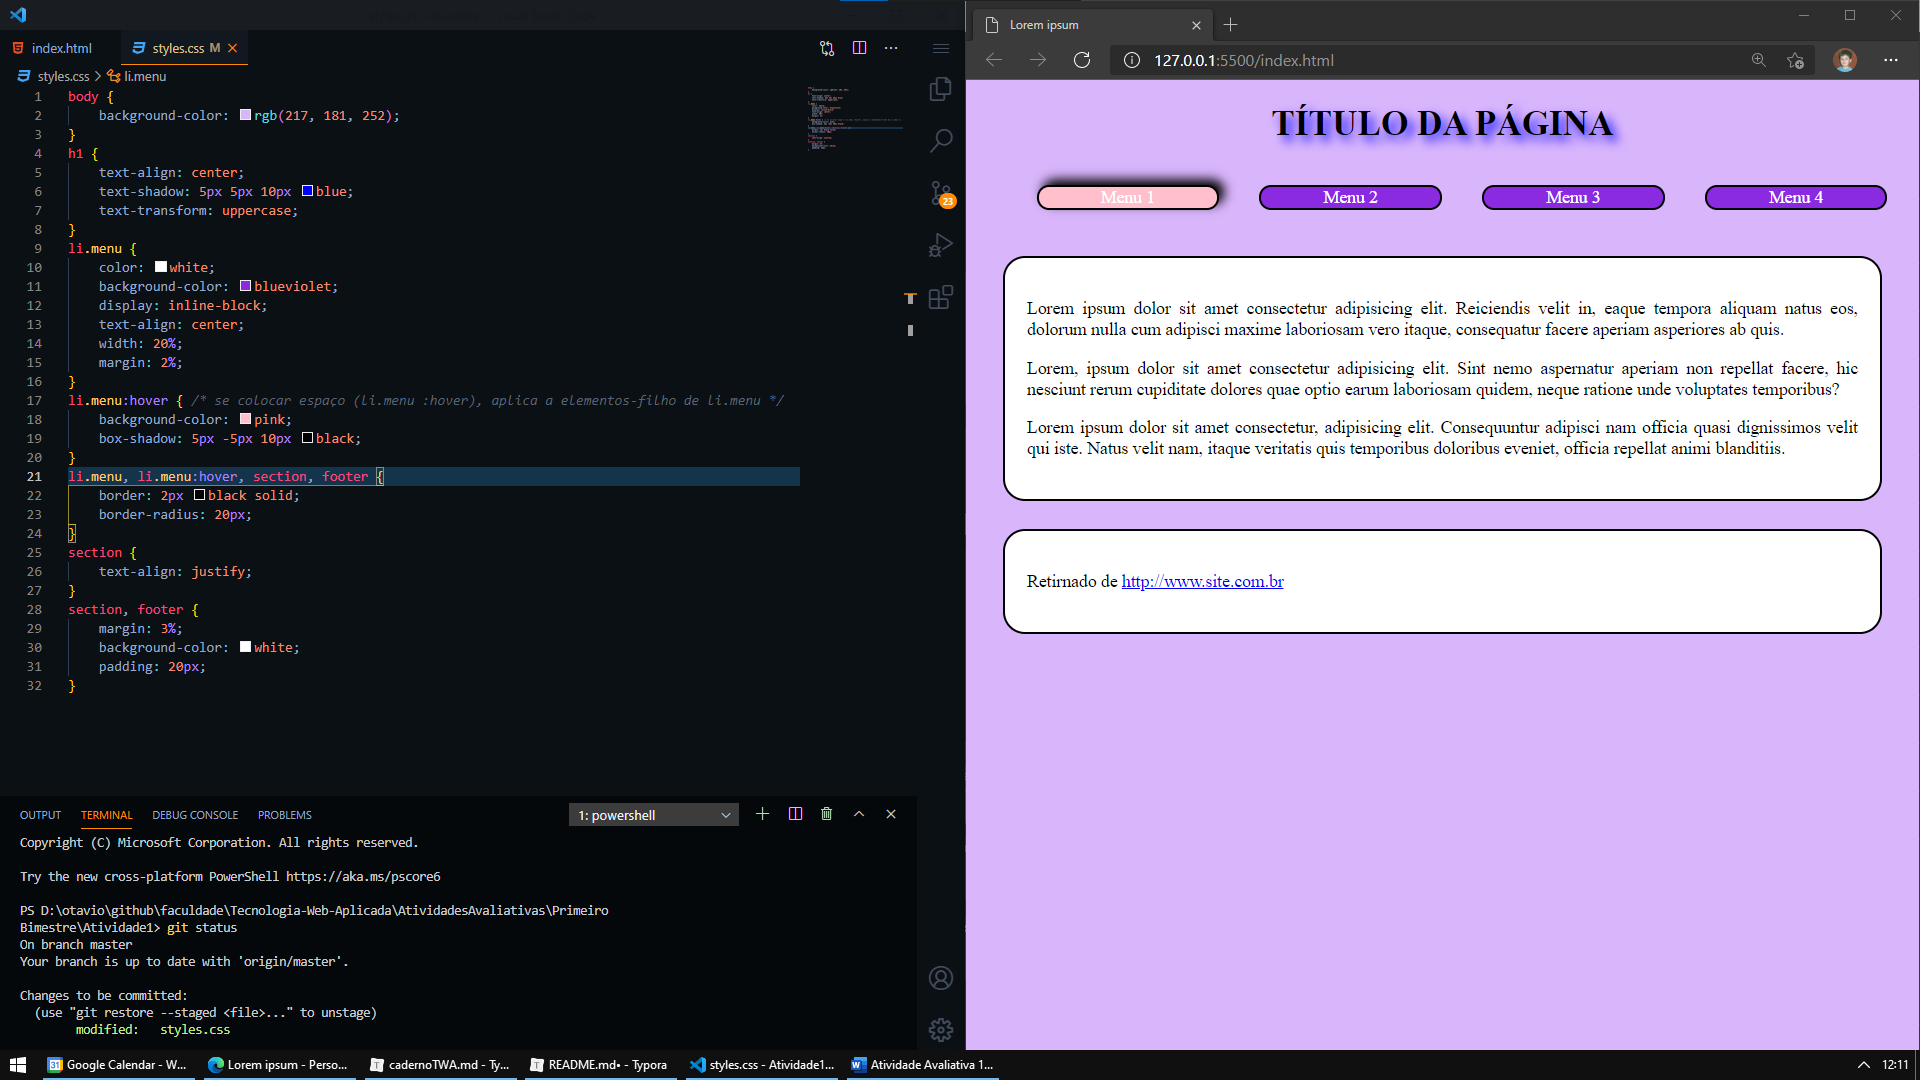 index.html
styles.css M
styles.css > li.menu
1 body {
2 background-color: rgb(217, 181, 252);
3 }
4 h1 {
5 text-align: center;
6 text-shadow: 5px 5px 10px blue;
7 text-transform: uppercase;
8 }
9 li.menu {
10 color: white;
11 background-color: blueviolet;
12 display: inline-block;
13 text-align: center;
14 width: 20%;
15 margin: 2%;
16 }
17 li.menu:hover { /* se colocar espaço (li.menu :hover), aplica a elementos-filho de li.menu */
18 background-color: pink;
19 box-shadow: 5px -5px 10px black;
20 }
21 li.menu, li.menu:hover, section, footer {
22 border: 2px black solid;
23 border-radius: 20px;
24 }
25 section {
26 text-align: justify;
27 }
28 section, footer {
29 margin: 3%;
30 background-color: white;
31 padding: 20px;
32 }
23
OUTPUT TERMINAL DEBUG CONSOLE PROBLEMS
1: powershell
Copyright (C) Microsoft Corporation. All rights reserved.
Try the new cross-platform PowerShell https://aka.ms/pscore6
PS D:\otavio\github\faculdade\Tecnologia-Web-Aplicada\AtividadesAvaliativas\Primeiro
Bimestre\Atividade1> git status
On branch master
Your branch is up to date with 'origin/master'.
Changes to be committed:
(use "git restore --staged <file>..." to unstage)
modified: styles.css
Lorem ipsum
127.0.0.1:5500/index.html
TÍTULO DA PÁGINA
Menu 1 Menu 2 Menu 3 Menu 4
Lorem ipsum dolor sit amet consectetur adipisicing elit. Reiciendis velit in, eaque tempora aliquam natus eos,
dolorum nulla cum adipisci maxime laboriosam vero itaque, consequatur facere aperiam asperiores ab quis.
Lorem, ipsum dolor sit amet consectetur adipisicing elit. Sint nemo aspernatur aperiam non repellat facere, hic
nesciunt rerum cupiditate dolores quae optio earum laboriosam quidem, neque ratione unde voluptates temporibus?
Lorem ipsum dolor sit amet consectetur, adipisicing elit. Consequuntur adipisci nam officia quasi dignissimos velit
qui iste. Natus velit nam, itaque veritatis quis temporibus doloribus eveniet, officia repellat animi blanditiis.
Retirnado de http://www.site.com.br
31 Google Calendar - W...
Lorem ipsum - Perso...
cadernoTWA.md - Ty...
README.md• - Typora
styles.css - Atividade1...
Atividade Avaliativa 1...
12:11